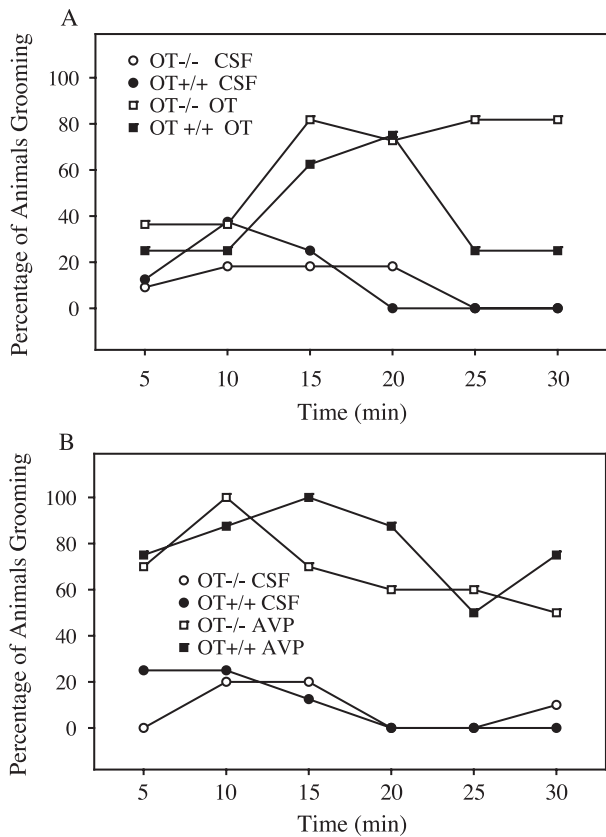 A
Percentage of Animals Grooming
100
80
60
40
20
0
OT-/- CSF
OT+/+ CSF
OT-/- OT
OT +/+ OT
5 10 15 20 25 30
Time (min)
B
Percentage of Animals Grooming
100
80
60
40
20
0
OT-/- CSF
OT+/+ CSF
OT-/- AVP
OT+/+ AVP
5 10 15 20 25 30
Time (min)